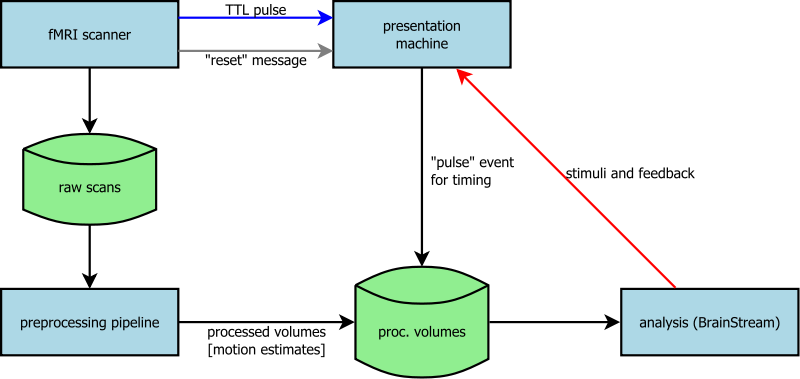 TTL pulse
fMRI scanner
presentation
machine
"reset" message
"pulse" event
for timing
stimuli and feedback
raw scans
preprocessing pipeline
processed volumes
[motion estimates]
proc. volumes
analysis (BrainStream)